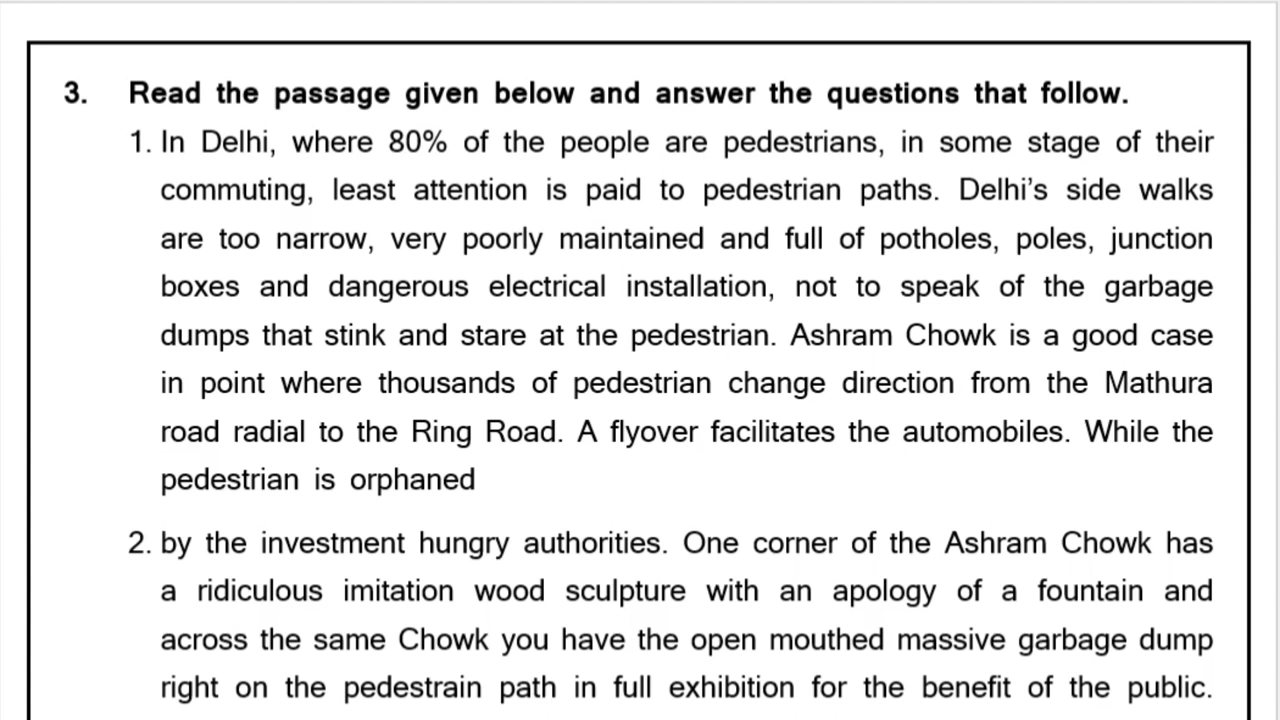 3. Read the passage given below and answer the questions that follow.
1. In Delhi, where 80% of the people are pedestrians, in some stage of their
commuting, least attention is paid to pedestrian paths. Delhi’s side walks
are too narrow, very poorly maintained and full of potholes, poles, junction
boxes and dangerous electrical installation, not to speak of the garbage
dumps that stink and stare at the pedestrian. Ashram Chowk is a good case
in point where thousands of pedestrian change direction from the Mathura
road radial to the Ring Road. A flyover facilitates the automobiles. While the
pedestrian is orphaned
2. by the investment hungry authorities. One corner of the Ashram Chowk has
a ridiculous imitation wood sculpture with an apology of a fountain and
across the same Chowk you have the open mouthed massive garbage dump
right on the pedestrain path in full exhibition for the benefit of the public.